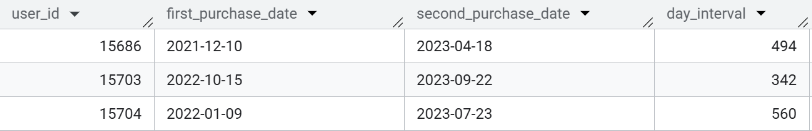 user_id first_purchase_date second_purchase_date day_interval
15686 2021-12-10 2023-04-18 494
15703 2022-10-15 2023-09-22 342
15704 2022-01-09 2023-07-23 560